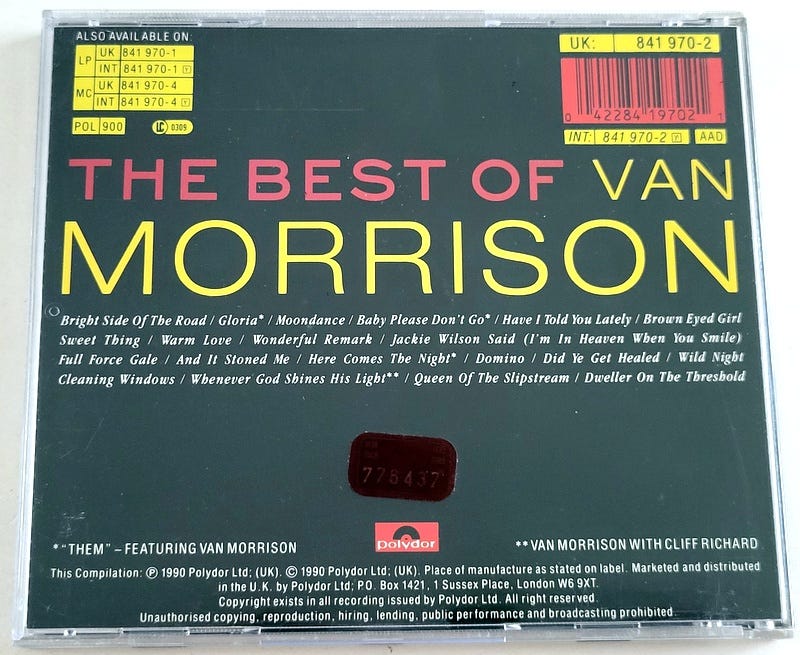 ALSO AVAILABLE ON:
LP UK 841 970-1
INT 841 970-1 Y
MC UK 841 970-4
INT 841 970-4 Y
POL 900 LC 0309
UK: 841 970-2
0 42284 19702 1
INT: 841 970-2 Y AAD
THE BEST OF VAN
MORRISON
Bright Side Of The Road / Gloria* / Moondance / Baby Please Don't Go* / Have I Told You Lately / Brown Eyed Girl
Sweet Thing / Warm Love / Wonderful Remark / Jackie Wilson Said (I'm In Heaven When You Smile)
Full Force Gale / And It Stoned Me / Here Comes The Night* / Domino / Did Ye Get Healed / Wild Night
Cleaning Windows / Whenever God Shines His Light** / Queen Of The Slipstream / Dweller On The Threshold
776437
*"THEM" – FEATURING VAN MORRISON
polydor
**VAN MORRISON WITH CLIFF RICHARD
This Compilation: ℗ 1990 Polydor Ltd; (UK). © 1990 Polydor Ltd; (UK). Place of manufacture as stated on label. Marketed and distributed
in the U.K. by Polydor Ltd; P.O. Box 1421, 1 Sussex Place, London W6 9XT.
Copyright exists in all recording issued by Polydor Ltd. All right reserved.
Unauthorised copying, reproduction, hiring, lending, public performance and broadcasting prohibited.